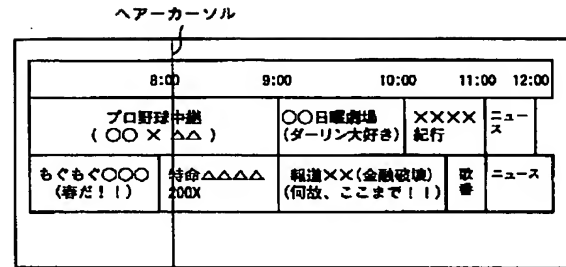 ヘアーカーソル
8:00 9:00 10:00 11:00 12:00
プロ野球中継
(○○ × △△)
○○日曜劇場
(ダーリン大好き)
××××
紀行
ニュー
ス
もぐもぐ○○○
(春だ!!)
特命△△△△
200X
報道××(金融破壊)
(何故、ここまで!!)
歌
番
ニュース